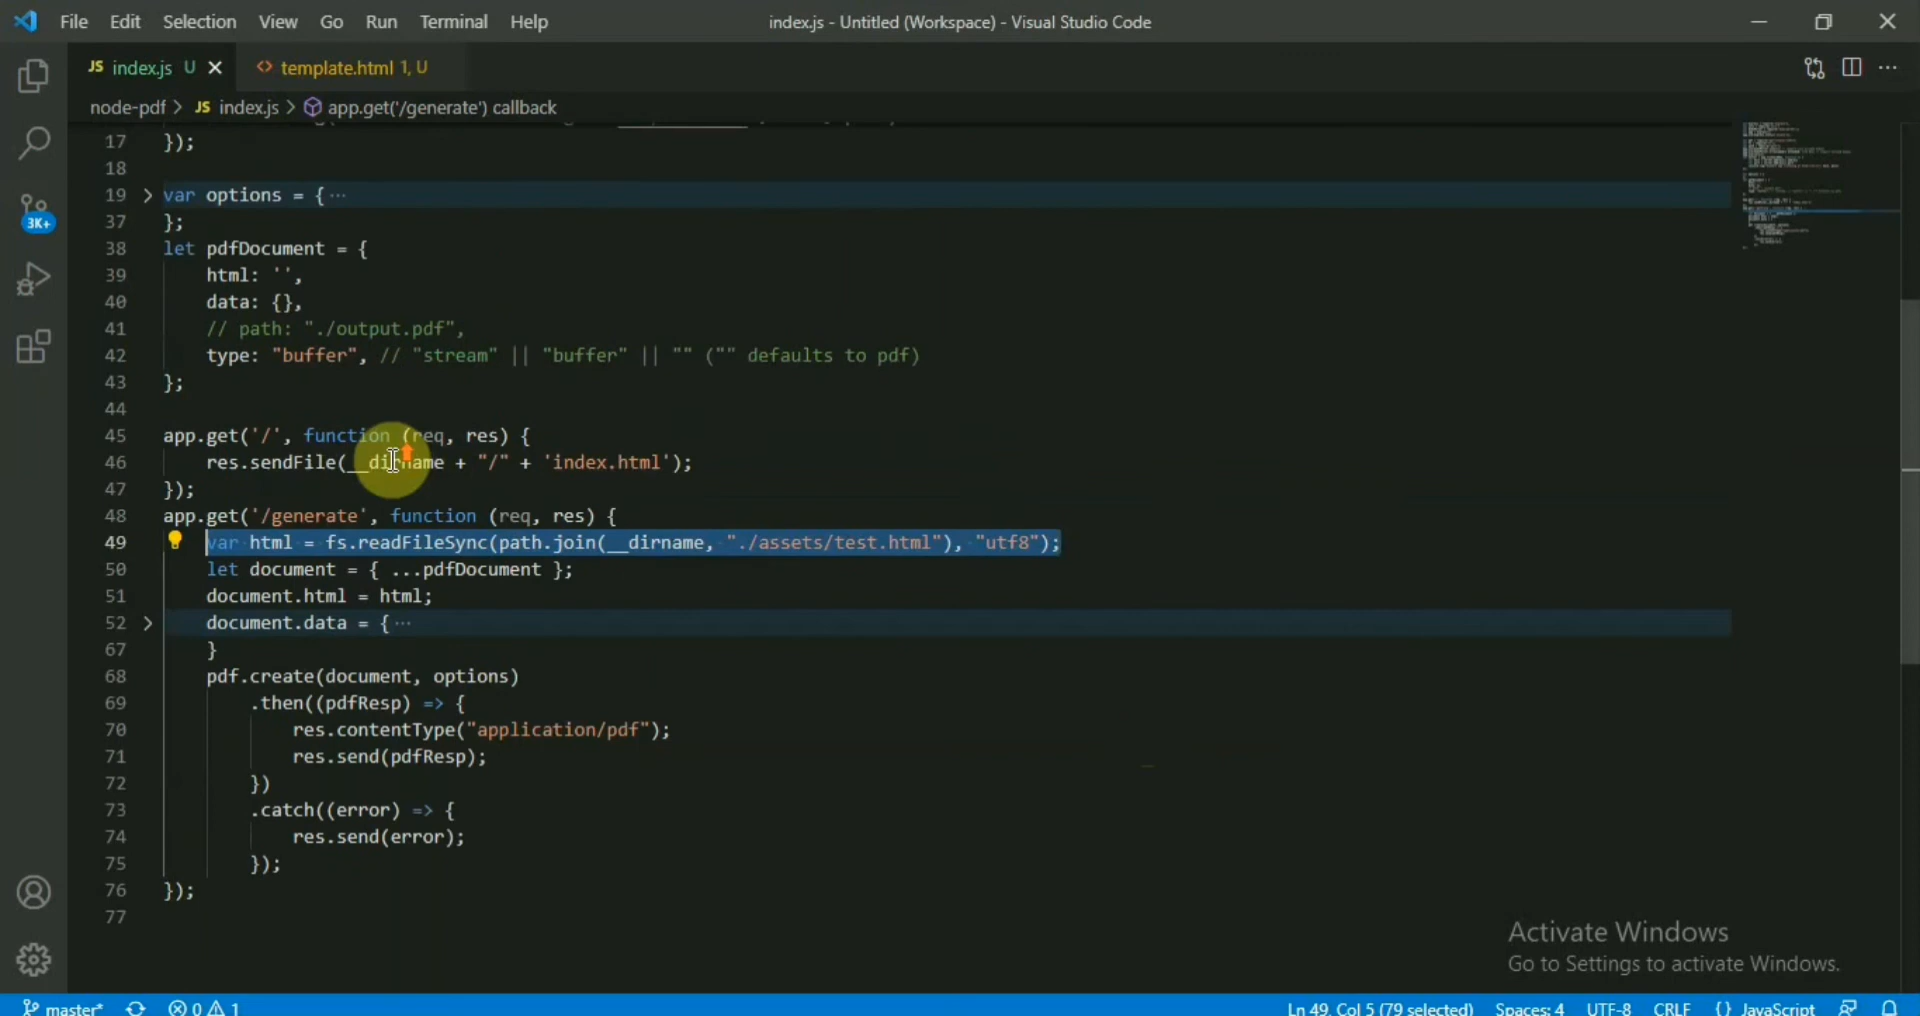 File Edit Selection View Go Run Terminal Help index.js - Untitled (Workspace) - Visual Studio Code
JS index.js U template.html 1, U
node-pdf > JS index.js > app.get('/generate') callback
17 });
18
19 var options = { ...
37 };
38 let pdfDocument = {
39 html: '',
40 data: {},
41 // path: "./output.pdf",
42 type: "buffer", // "stream" || "buffer" || "" ("" defaults to pdf)
43 };
44
45 app.get('/', function (req, res) {
46 res.sendFile(__dirname + "/" + 'index.html');
47 });
48 app.get('/generate', function (req, res) {
49 var html = fs.readFileSync(path.join(__dirname, "./assets/test.html"), "utf8");
50 let document = { ...pdfDocument };
51 document.html = html;
52 document.data = { ...
67 }
68 pdf.create(document, options)
69 .then((pdfResp) => {
70 res.contentType("application/pdf");
71 res.send(pdfResp);
72 })
73 .catch((error) => {
74 res.send(error);
75 });
76 });
77
3K+
Activate Windows
Go to Settings to activate Windows.
master* 0 1 Ln 49, Col 5 (79 selected) Spaces: 4 UTF-8 CRLF {} JavaScript